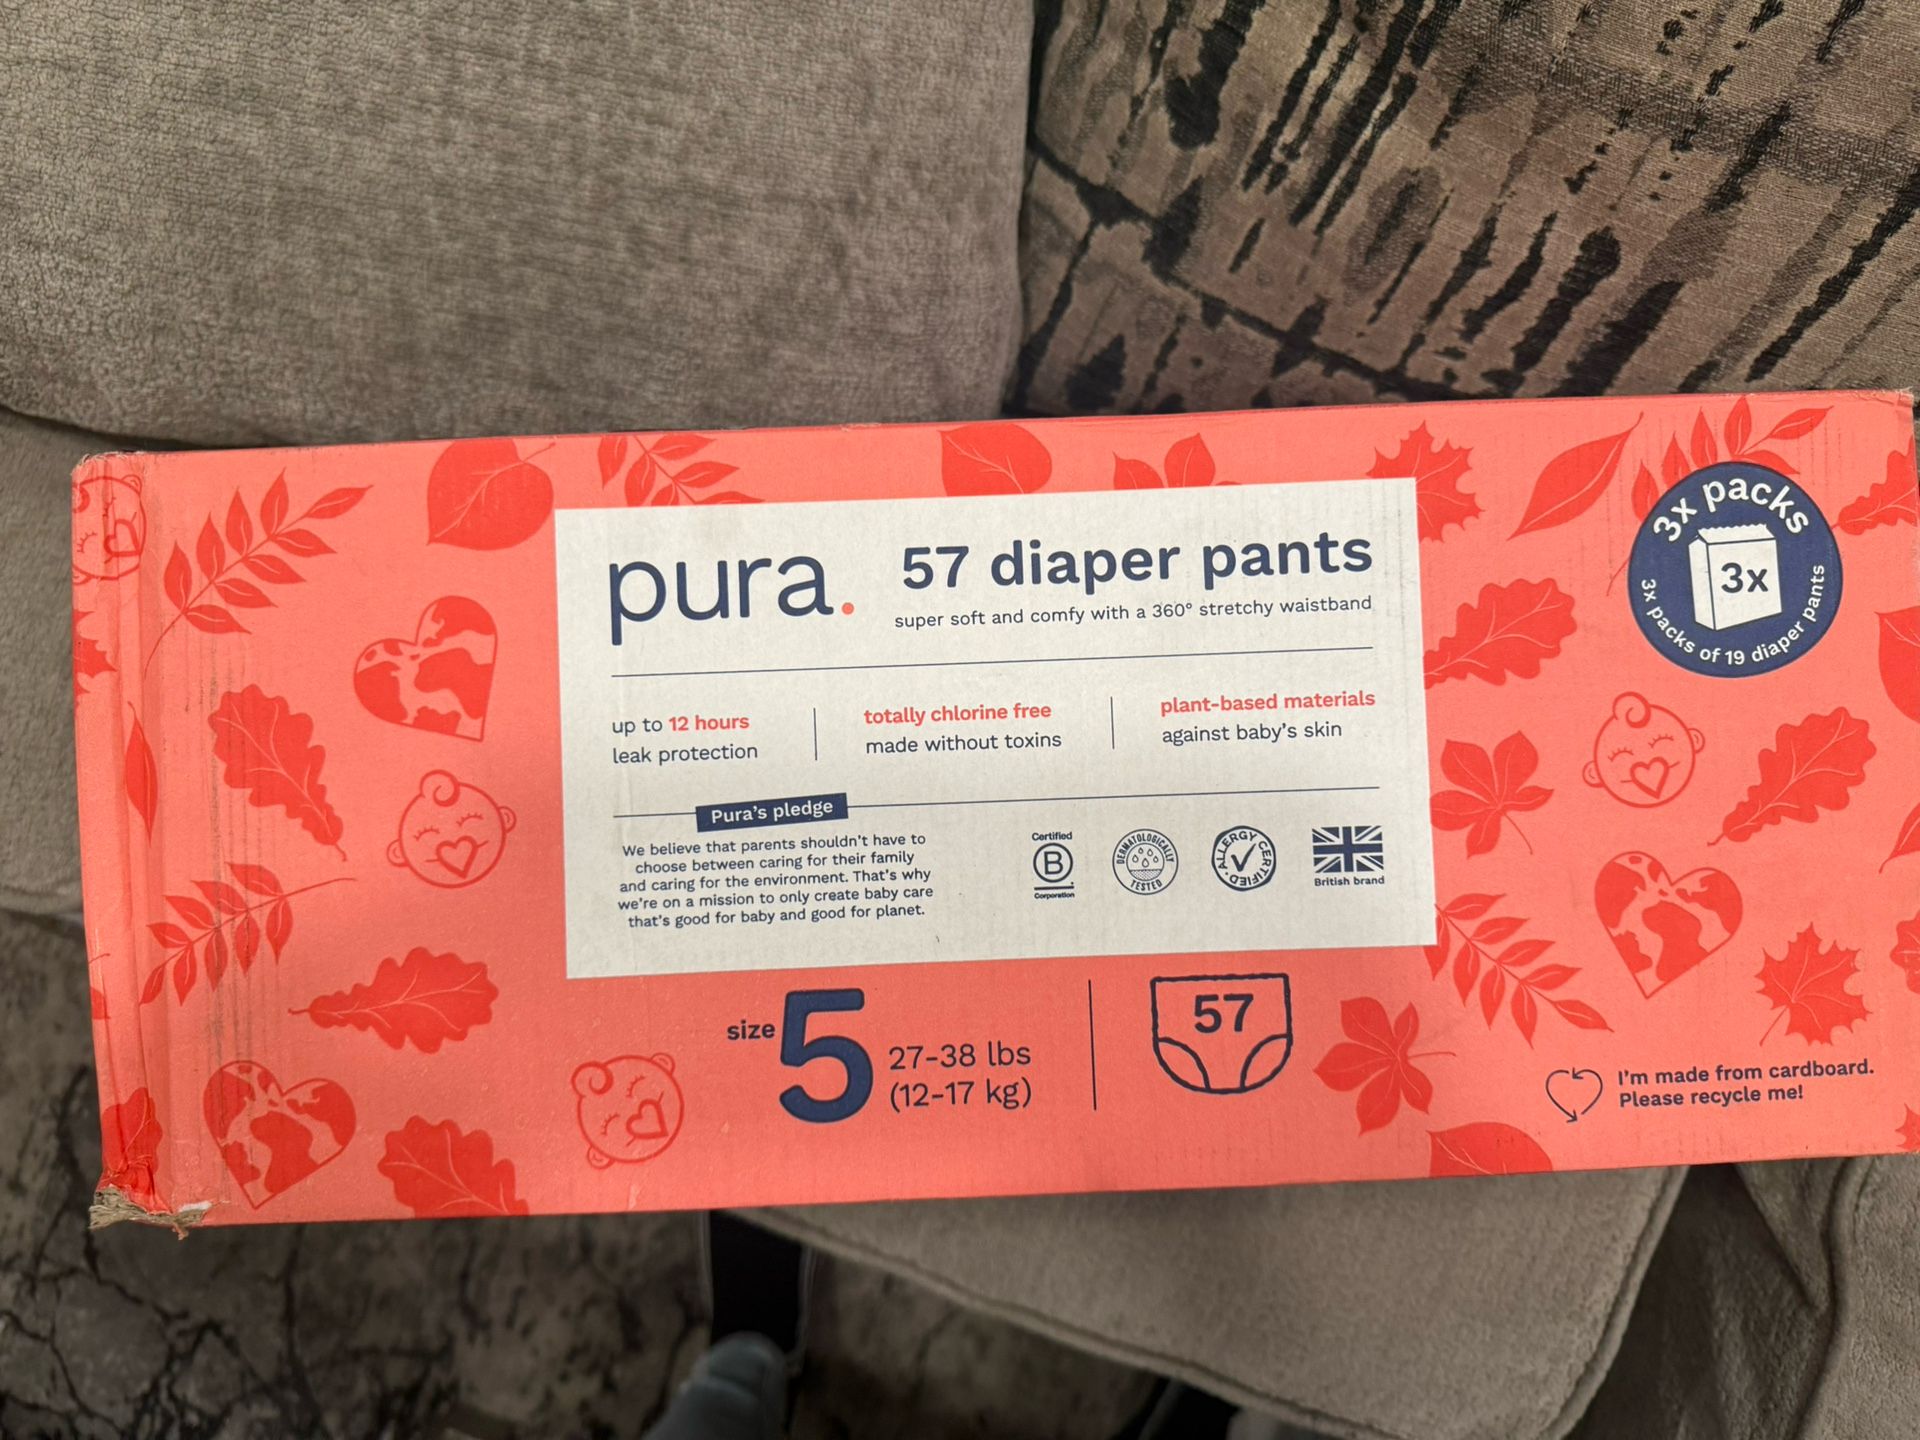 pura.
57 diaper pants
super soft and comfy with a 360° stretchy waistband
up to 12 hours
leak protection
totally chlorine free
made without toxins
plant-based materials
against baby's skin
Pura's pledge
We believe that parents shouldn't have to
choose between caring for their family
and caring for the environment. That's why
we're on a mission to only create baby care
that's good for baby and good for planet.
Certified
B
Corporation
DERMATOLOGICALLY
TESTED
ALLERGY
CERTIFIED
British brand
3x packs
3x
3x packs of 19 diaper pants
size
5
27-38 lbs
(12-17 kg)
57
I'm made from cardboard.
Please recycle me!